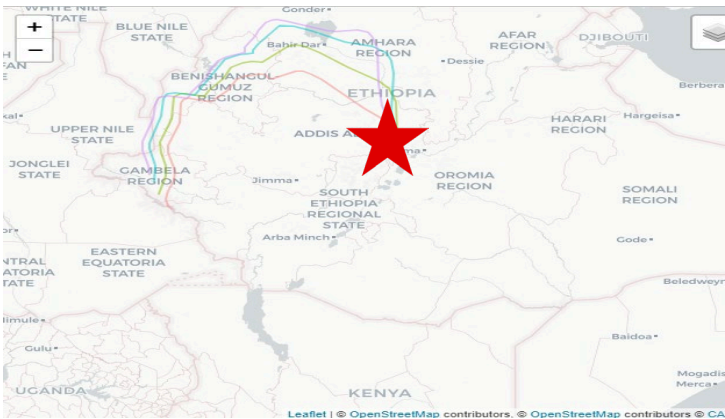 WHITE NILE
STATE
Gonder
+
−
BLUE NILE
STATE
Bahir Dar
AMHARA
REGION
AFAR
REGION
DJIBOUTI
Dessie
BENISHANGUL
GUMUZ
REGION
ETHIOPIA
Berbera
UPPER NILE
STATE
ADDIS
HARARI
REGION
Hargeisa
JONGLEI
STATE
GAMBELA
REGION
Jimma
OROMIA
REGION
SOUTH
ETHIOPIA
REGIONAL
STATE
SOMALI
REGION
Arba Minch
Gode
EASTERN
EQUATORIA
STATE
Beledweyn
Baidoa
Gulu
UGANDA
KENYA
Mogadis
Merca
Leaflet | © OpenStreetMap contributors, © OpenStreetMap contributors © CA